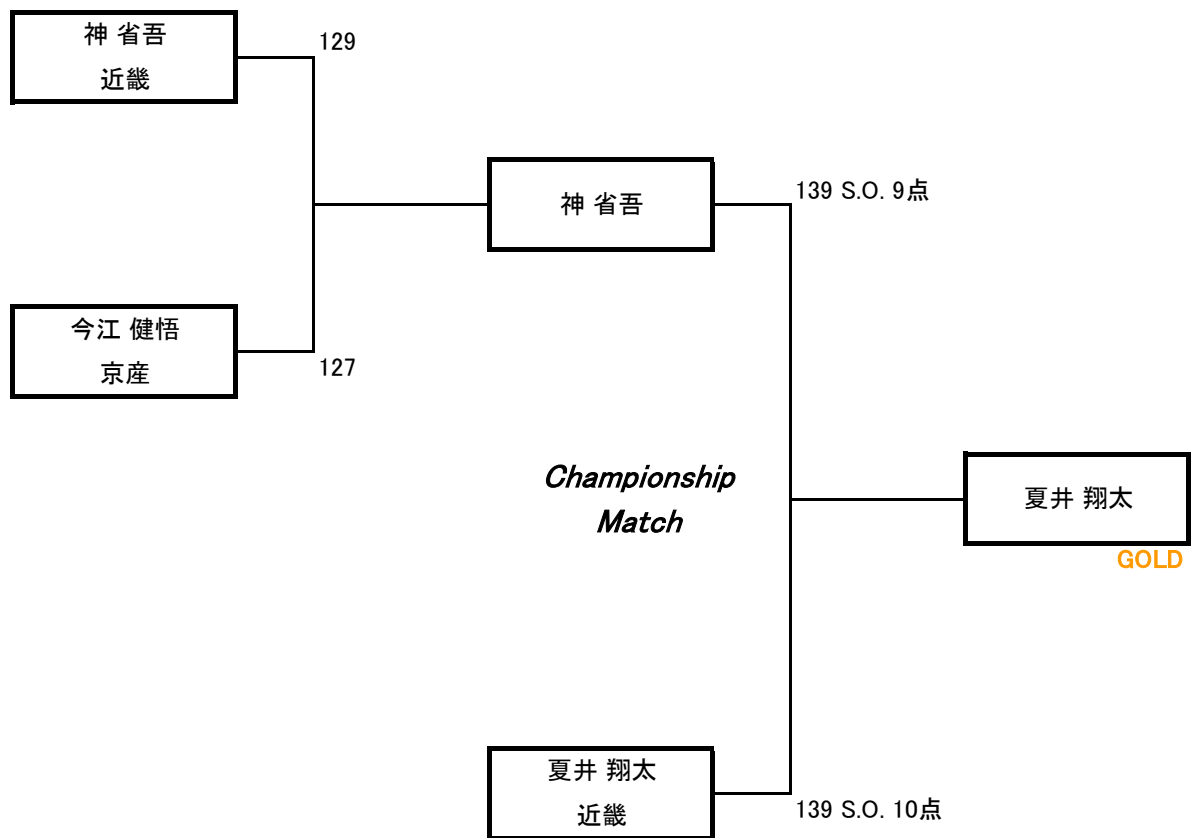 神 省吾
近畿
129
神 省吾
139 S.O. 9点
今江 健悟
京産
127
Championship
Match
夏井 翔太
GOLD
夏井 翔太
近畿
139 S.O. 10点